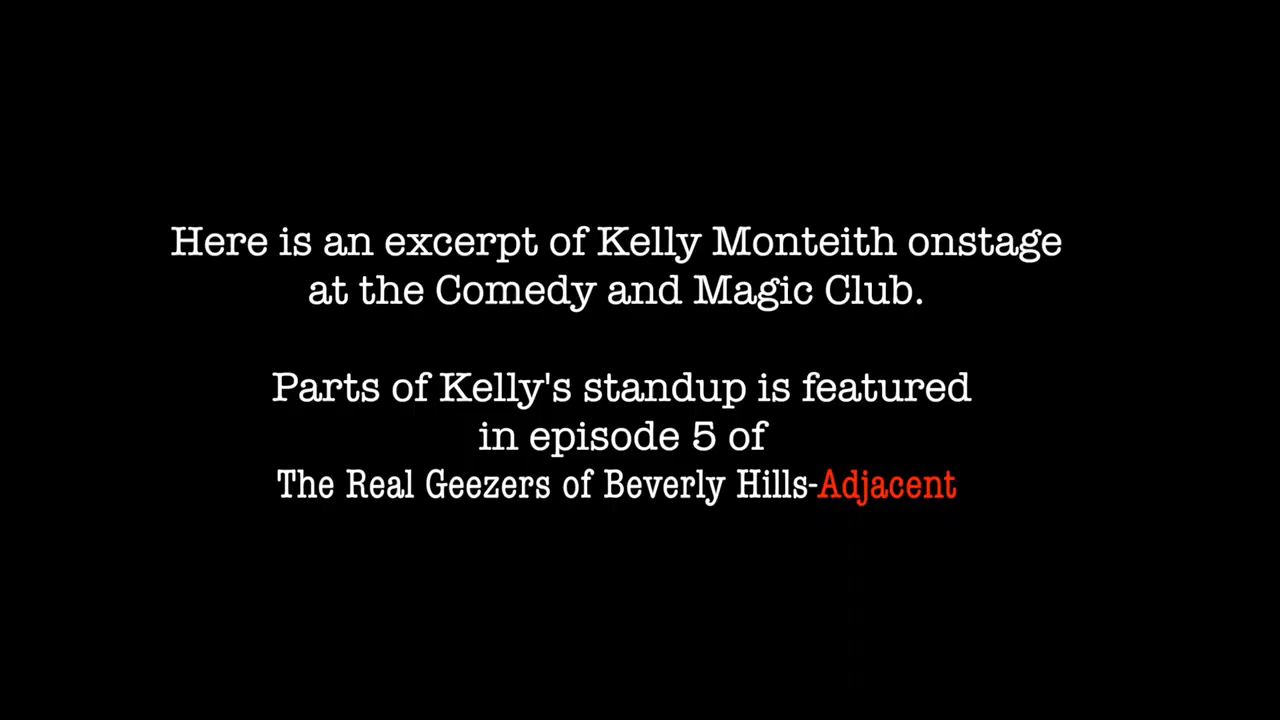 Here is an excerpt of Kelly Monteith onstage
at the Comedy and Magic Club.
Parts of Kelly's standup is featured
in episode 5 of
The Real Geezers of Beverly Hills-Adjacent